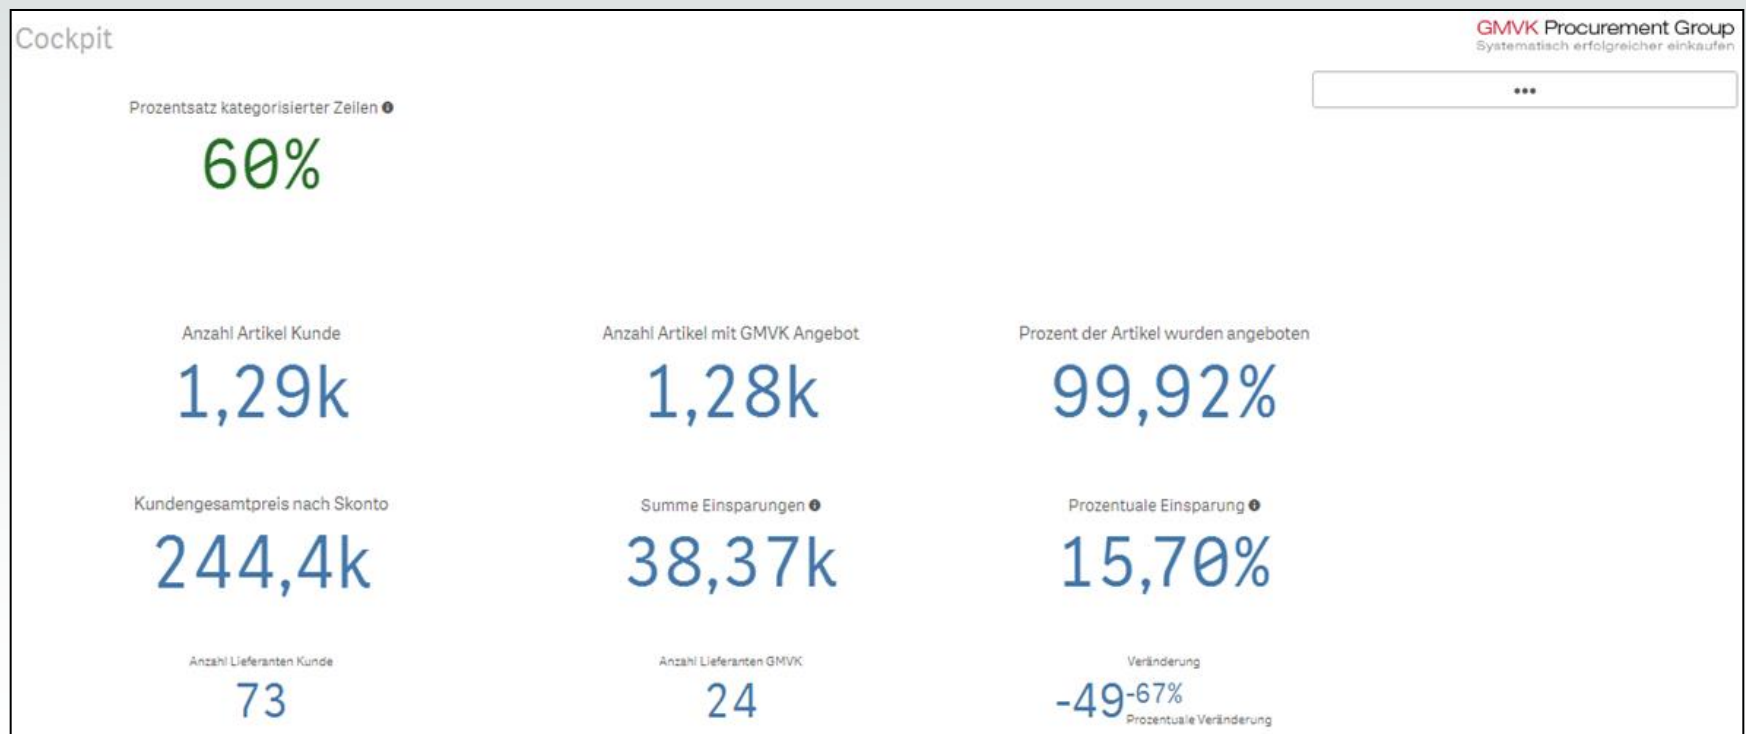 Cockpit
GMVK Procurement Group
Systematisch erfolgreicher einkaufen
•••
Prozentsatz kategorisierter Zeilen
60%
Anzahl Artikel Kunde
1,29k
Anzahl Artikel mit GMVK Angebot
1,28k
Prozent der Artikel wurden angeboten
99,92%
Kundengesamtpreis nach Skonto
244,4k
Summe Einsparungen
38,37k
Prozentuale Einsparung
15,70%
Anzahl Lieferanten Kunde
73
Anzahl Lieferanten GMVK
24
Veränderung
-49 -67%
Prozentuale Veränderung